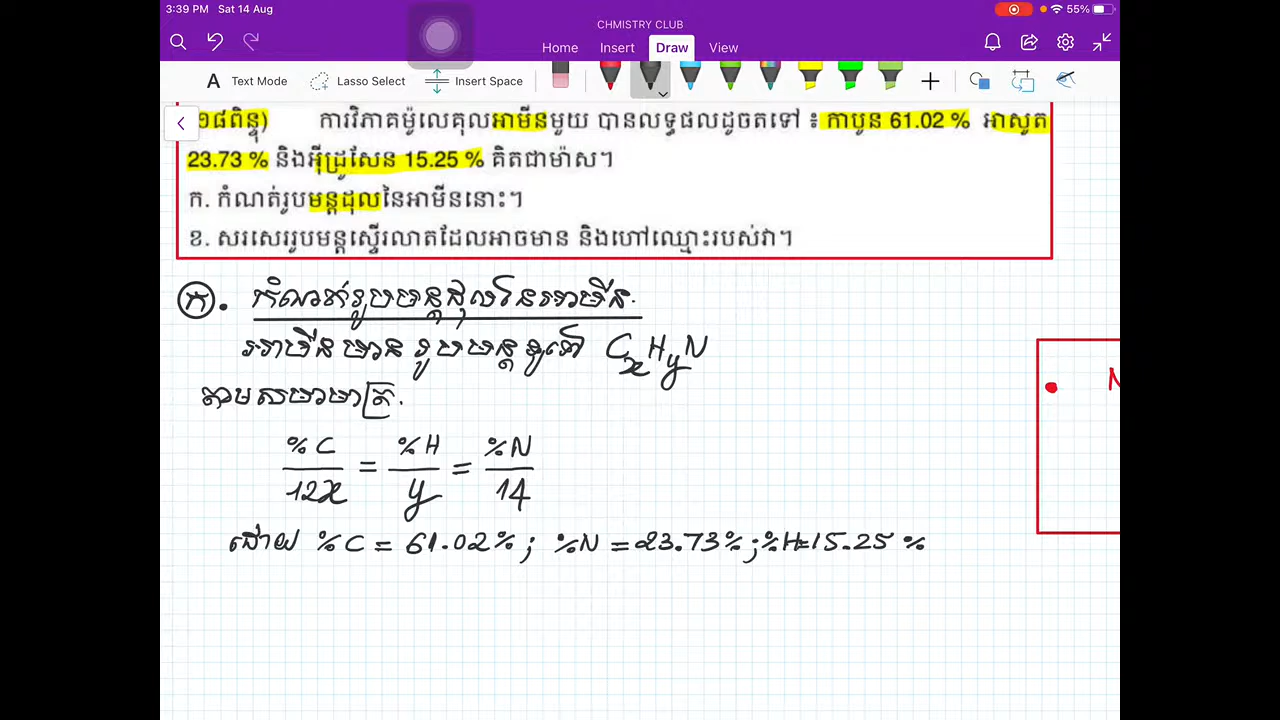 3:39 PM Sat 14 Aug 55%
CHMISTRY CLUB
Home Insert Draw View
A Text Mode Lasso Select Insert Space
១៨ពិន្ទុ) ការវិភាគម៉ូលេគុលអាមីនមួយ បានលទ្ធផលដូចតទៅ ៖ កាបូន 61.02 % អាសូត
23.73 % និងអ៊ីដ្រូសែន 15.25 % គិតជាម៉ាស។
ក. កំណត់រូបមន្តដុលនៃអាមីននោះ។
ខ. សរសេររូបមន្តស្ទើរលាតដែលអាចមាន និងហៅឈ្មោះរបស់វា។
ក. កំណត់រូបមន្តដុលនៃអាមីន.
អាមីនមាន រូបមន្តទូទៅ CxHyN
តាមសមាមាត្រ.
%C/12x = %H/y = %N/14
ដោយ %C = 61.02%; %N = 23.73%; %H=15.25 %